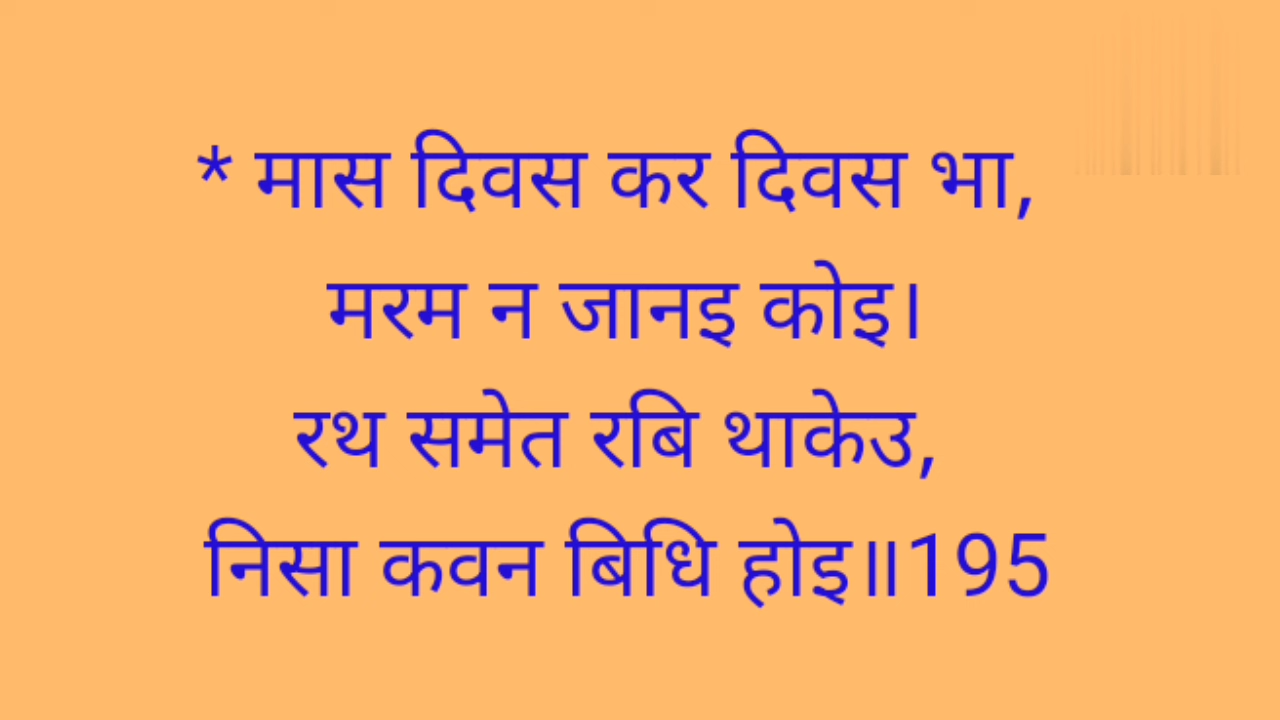 * मास दिवस कर दिवस भा,
मरम न जानइ कोइ।
रथ समेत रबि थाकेउ,
निसा कवन बिधि होइ॥195